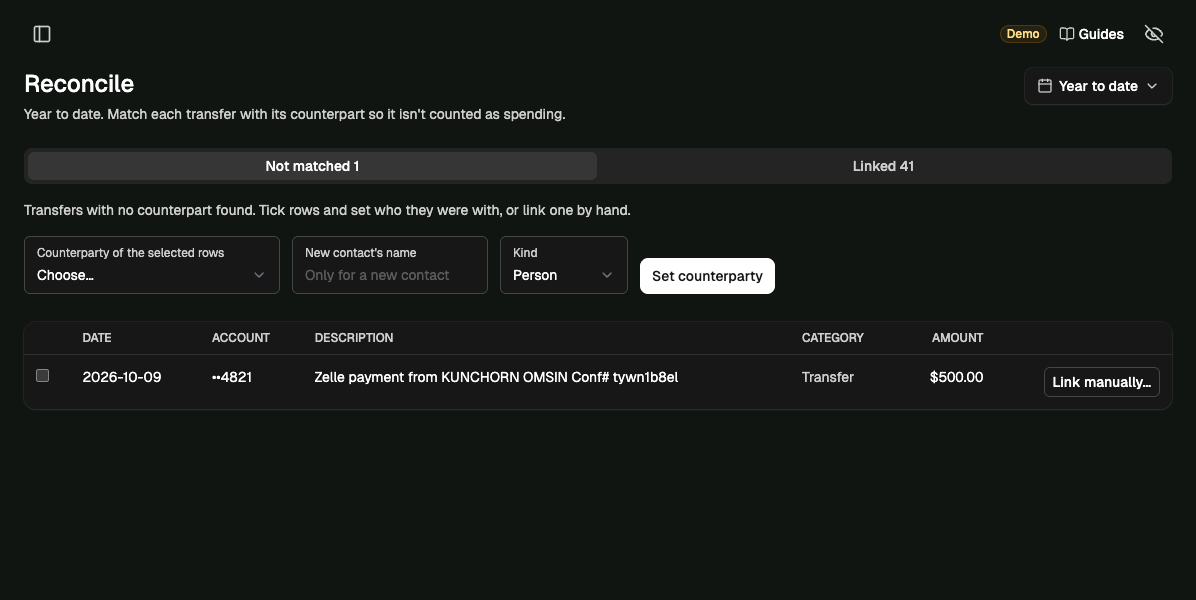 Demo
Guides
Reconcile
Year to date
Year to date. Match each transfer with its counterpart so it isn't counted as spending.
Not matched 1
Linked 41
Transfers with no counterpart found. Tick rows and set who they were with, or link one by hand.
Counterparty of the selected rows
Choose...
New contact's name
Only for a new contact
Kind
Person
Set counterparty
DATE ACCOUNT DESCRIPTION CATEGORY AMOUNT
2026-10-09 ••4821 Zelle payment from KUNCHORN OMSIN Conf# tywn1b8el Transfer $500.00 Link manually...